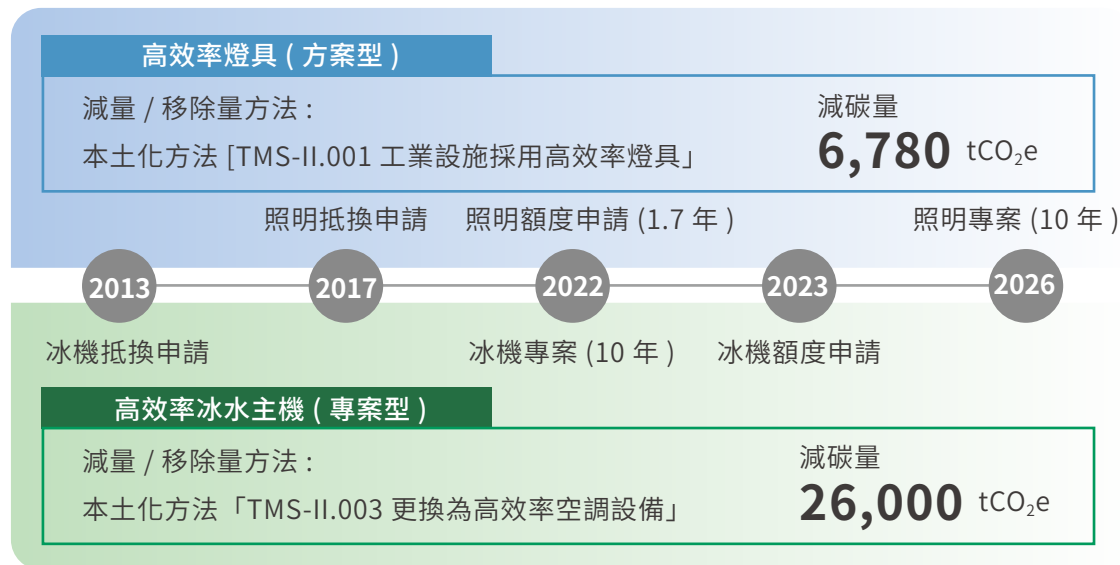 高效率燈具 ( 方案型 )
減量 / 移除量方法 :
本土化方法 [TMS-II.001 工業設施採用高效率燈具」
減碳量
6,780 tCO₂e
照明抵換申請
照明額度申請 (1.7 年 )
照明專案 (10 年 )
2013
2017
2022
2023
2026
冰機抵換申請
冰機專案 (10 年 )
冰機額度申請
高效率冰水主機 ( 專案型 )
減量 / 移除量方法 :
本土化方法「TMS-II.003 更換為高效率空調設備」
減碳量
26,000 tCO₂e